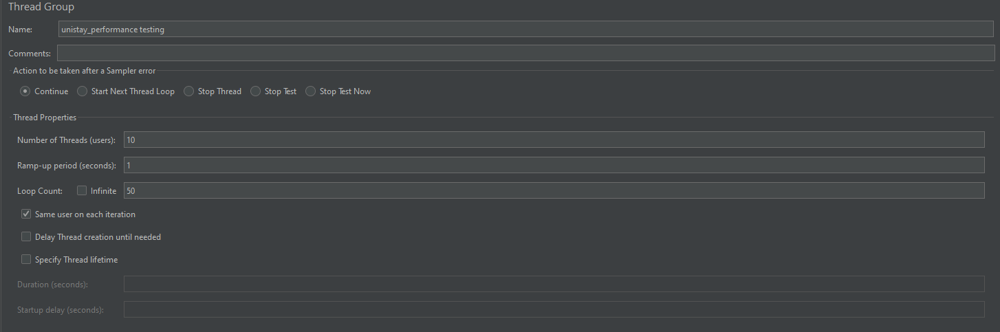 Thread Group
Name: unistay_performance testing
Comments:
Action to be taken after a Sampler error
Continue Start Next Thread Loop Stop Thread Stop Test Stop Test Now
Thread Properties
Number of Threads (users): 10
Ramp-up period (seconds): 1
Loop Count: Infinite 50
Same user on each iteration
Delay Thread creation until needed
Specify Thread lifetime
Duration (seconds):
Startup delay (seconds):